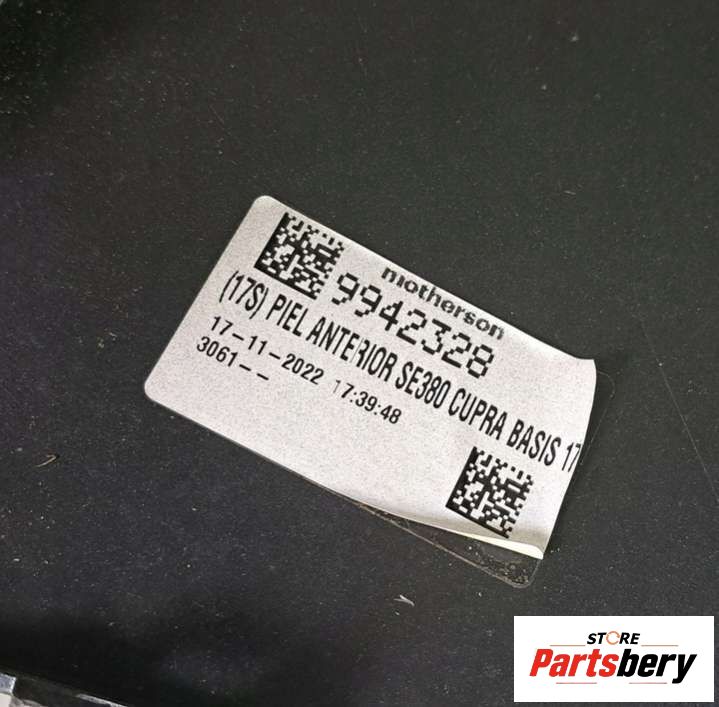 motherson
9942328
(17S) PIEL ANTERIOR SE380 CUPRA BASIS 17
17-11-2022 17:39:48
3061--
STORE
Partsbery